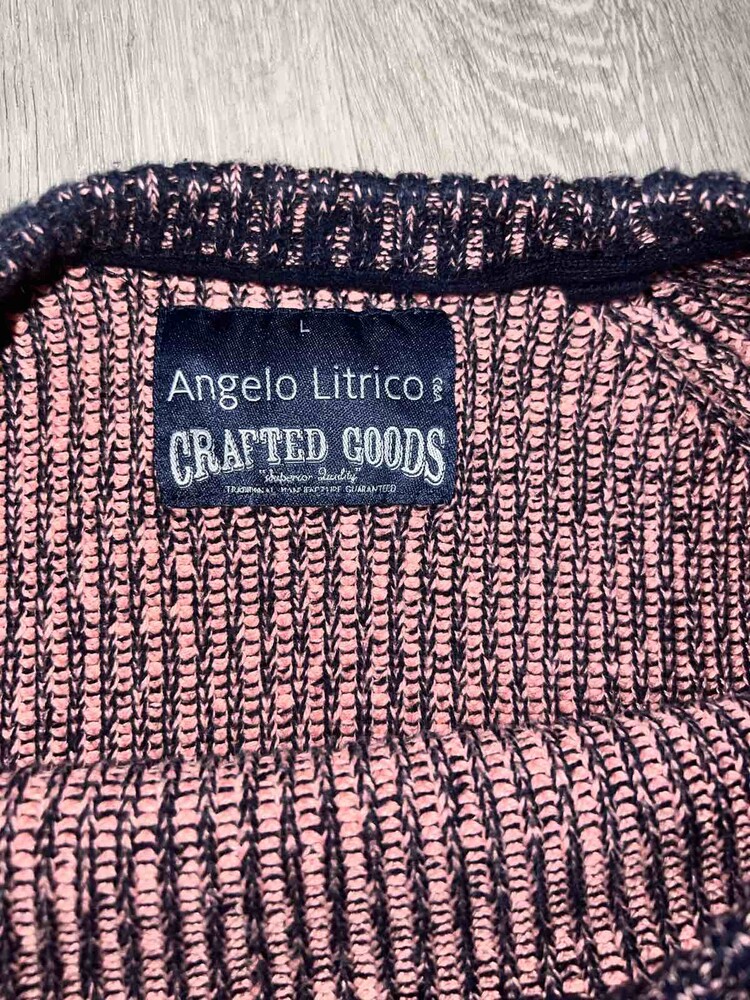 L
Angelo Litrico C&A
CRAFTED GOODS
"Superior Quality"
TRADITIONAL MANUFACTURE GUARANTEED